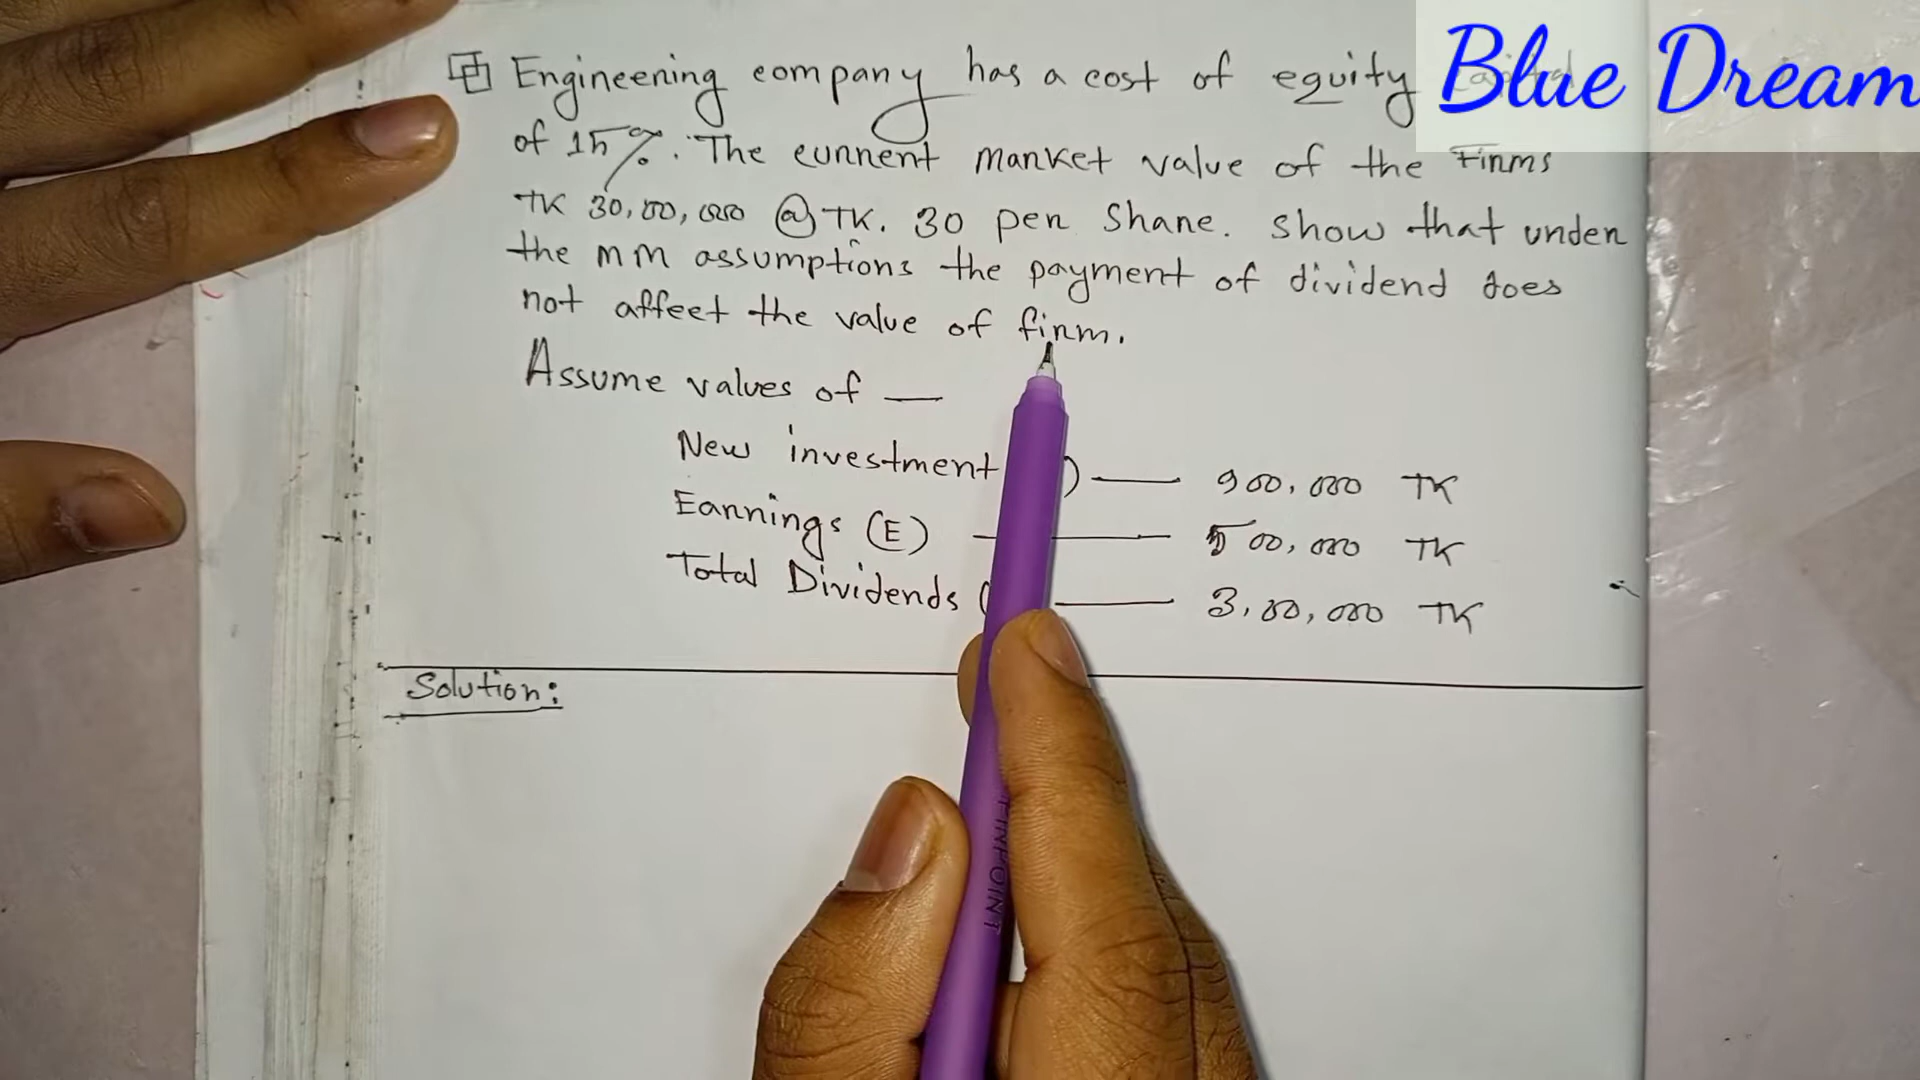 Blue Dream
Engineering company has a cost of equity
of 15%. The current market value of the Firms
TK 30,00,000 @ TK. 30 per share. show that under
the MM assumptions the payment of dividend does
not affect the value of firm.
Assume values of —
New investment ) — 900,000 TK
Earnings (E) — 500,000 TK
Total Dividends ( — 3,00,000 TK
Solution:
PINPOINT